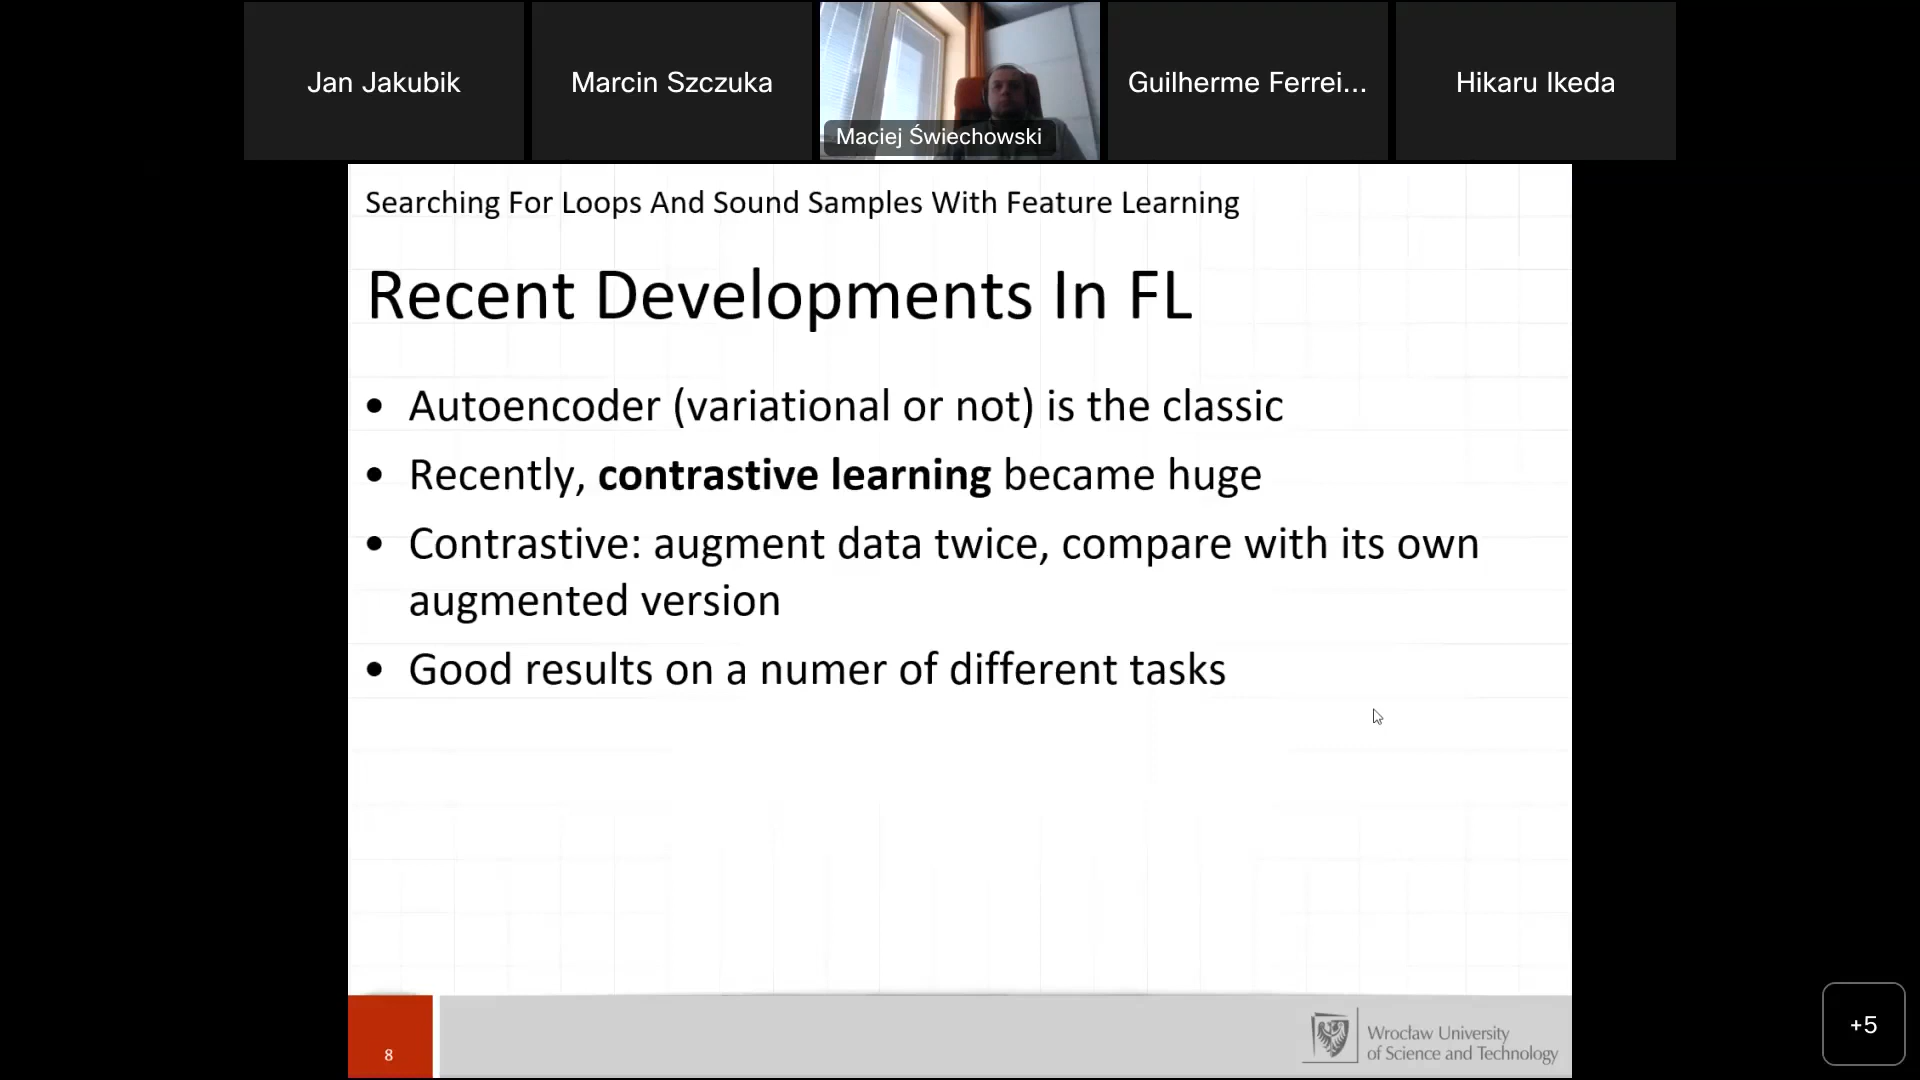 Jan Jakubik
Marcin Szczuka
Maciej Świechowski
Guilherme Ferrei...
Hikaru Ikeda
Searching For Loops And Sound Samples With Feature Learning
Recent Developments In FL
• Autoencoder (variational or not) is the classic
• Recently, contrastive learning became huge
• Contrastive: augment data twice, compare with its own
augmented version
• Good results on a numer of different tasks
8
Wrocław University
of Science and Technology
+5